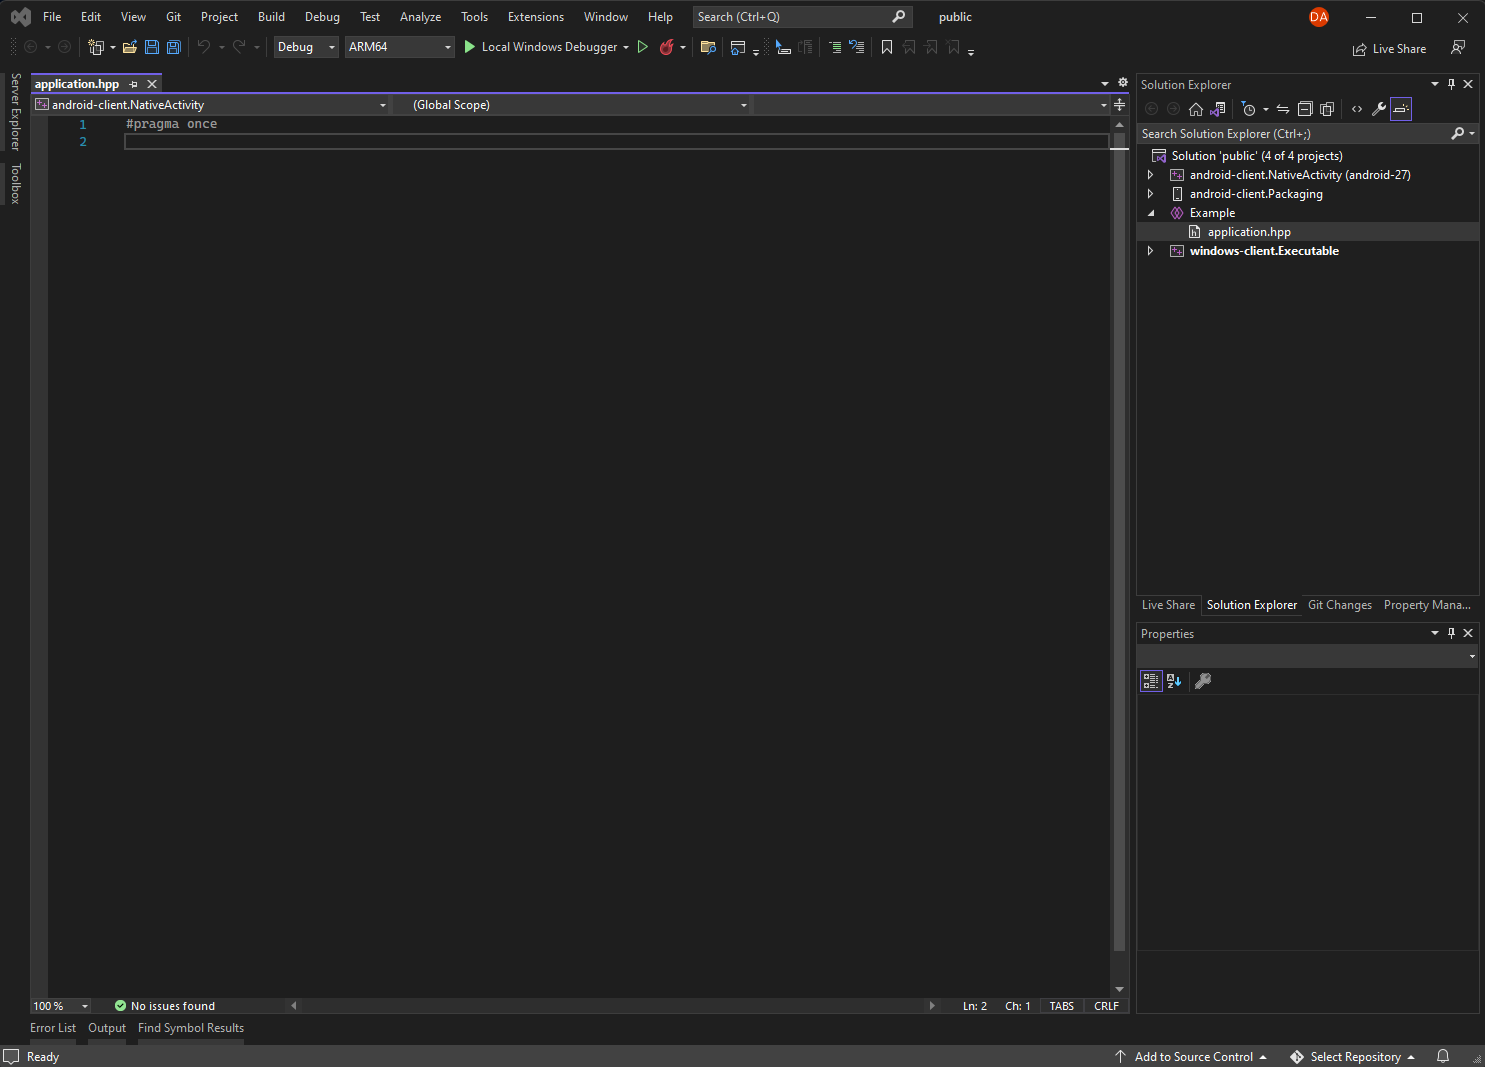 File Edit View Git Project Build Debug Test Analyze Tools Extensions Window Help Search (Ctrl+Q) public DA
Debug ARM64 Local Windows Debugger Live Share
Server Explorer
Toolbox
application.hpp
android-client.NativeActivity (Global Scope)
1 #pragma once
2
100 % No issues found Ln: 2 Ch: 1 TABS CRLF
Error List Output Find Symbol Results
Solution Explorer
Search Solution Explorer (Ctrl+;)
Solution 'public' (4 of 4 projects)
android-client.NativeActivity (android-27)
android-client.Packaging
Example
application.hpp
windows-client.Executable
Live Share Solution Explorer Git Changes Property Mana...
Properties
Ready Add to Source Control Select Repository